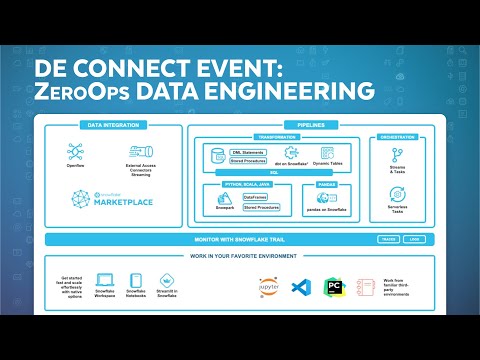 DE CONNECT EVENT:
ZEROOPS DATA ENGINEERING
DATA INTEGRATION
Openflow
External Access
Connectors
Streaming
snowflake
MARKETPLACE
PIPELINES
TRANSFORMATION
DML Statements
Stored Procedures
dbt on Snowflake*
Dynamic Tables
SQL
PYTHON, SCALA, JAVA
Snowpark
DataFrames
Stored Procedures
PANDAS
pandas on Snowflake
ORCHESTRATION
Streams
& Tasks
Serverless
Tasks
MONITOR WITH SNOWFLAKE TRAIL
TRACES
LOGS
WORK IN YOUR FAVORITE ENVIRONMENT
Get started
fast and scale
effortlessly
with native
options
Snowflake
Workspace
Snowflake
Notebooks
Streamlit in
Snowflake
jupyter
PC
Work from
familiar third-
party
environments